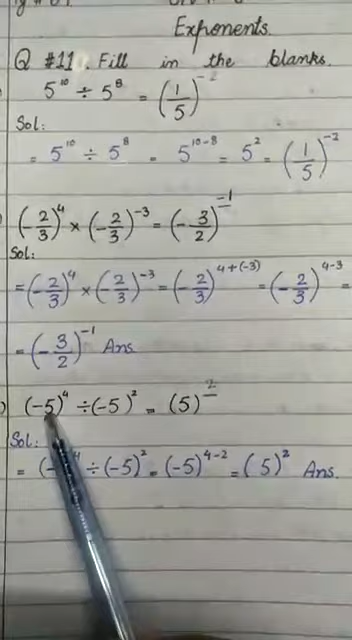 Exponents.
Q #11. Fill in the blanks.
5¹⁰ ÷ 5⁸ = (1/5)⁻²
Sol:
= 5¹⁰ ÷ 5⁸ = 5¹⁰⁻⁸ = 5² = (1/5)⁻²
(-2/3)⁴ × (-2/3)⁻³ = (-3/2)⁻¹
Sol:
= (-2/3)⁴ × (-2/3)⁻³ = (-2/3)⁴⁺⁽⁻³⁾ = (-2/3)⁴⁻³ =
= (-3/2)⁻¹ Ans
(-5)⁴ ÷ (-5)² = (5)²
Sol:
= (-⁴ ÷ (-5)² = (-5)⁴⁻² = (5)² Ans.